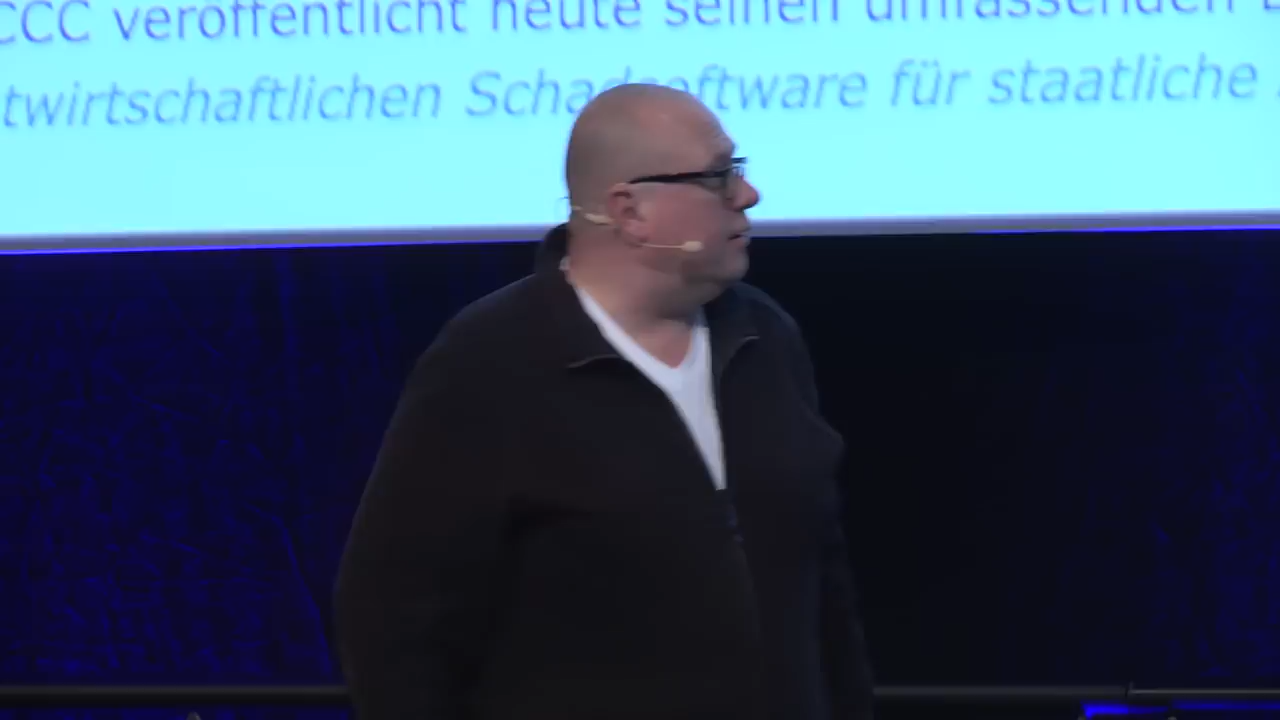 CCC veröffentlicht heute seinen umfassenden
twirtschaftlichen Schadsoftware für staatliche